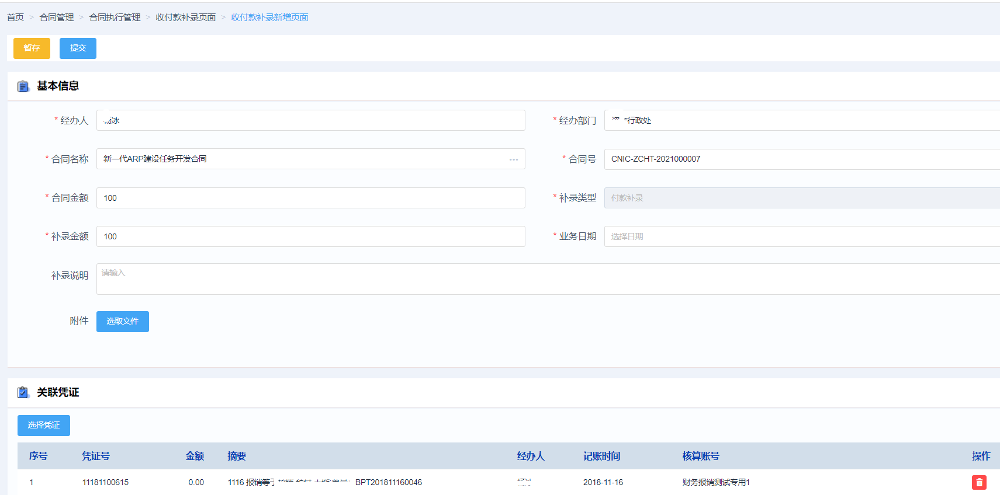 首页 > 合同管理 > 合同执行管理 > 收付款补录页面 > 收付款补录新增页面
暂存 提交
基本信息
* 经办人 冰 * 经办部门 行政处
* 合同名称 新一代ARP建设任务开发合同 ... * 合同号 CNIC-ZCHT-2021000007
* 合同金额 100 * 补录类型 付款补录
* 补录金额 100 * 业务日期 选择日期
补录说明 请输入
附件 选取文件
关联凭证
选择凭证
序号 凭证号 金额 摘要 经办人 记账时间 核算账号 操作
1 11181100615 0.00 1116 报销等于 BPT201811160046 2018-11-16 财务报销测试专用1